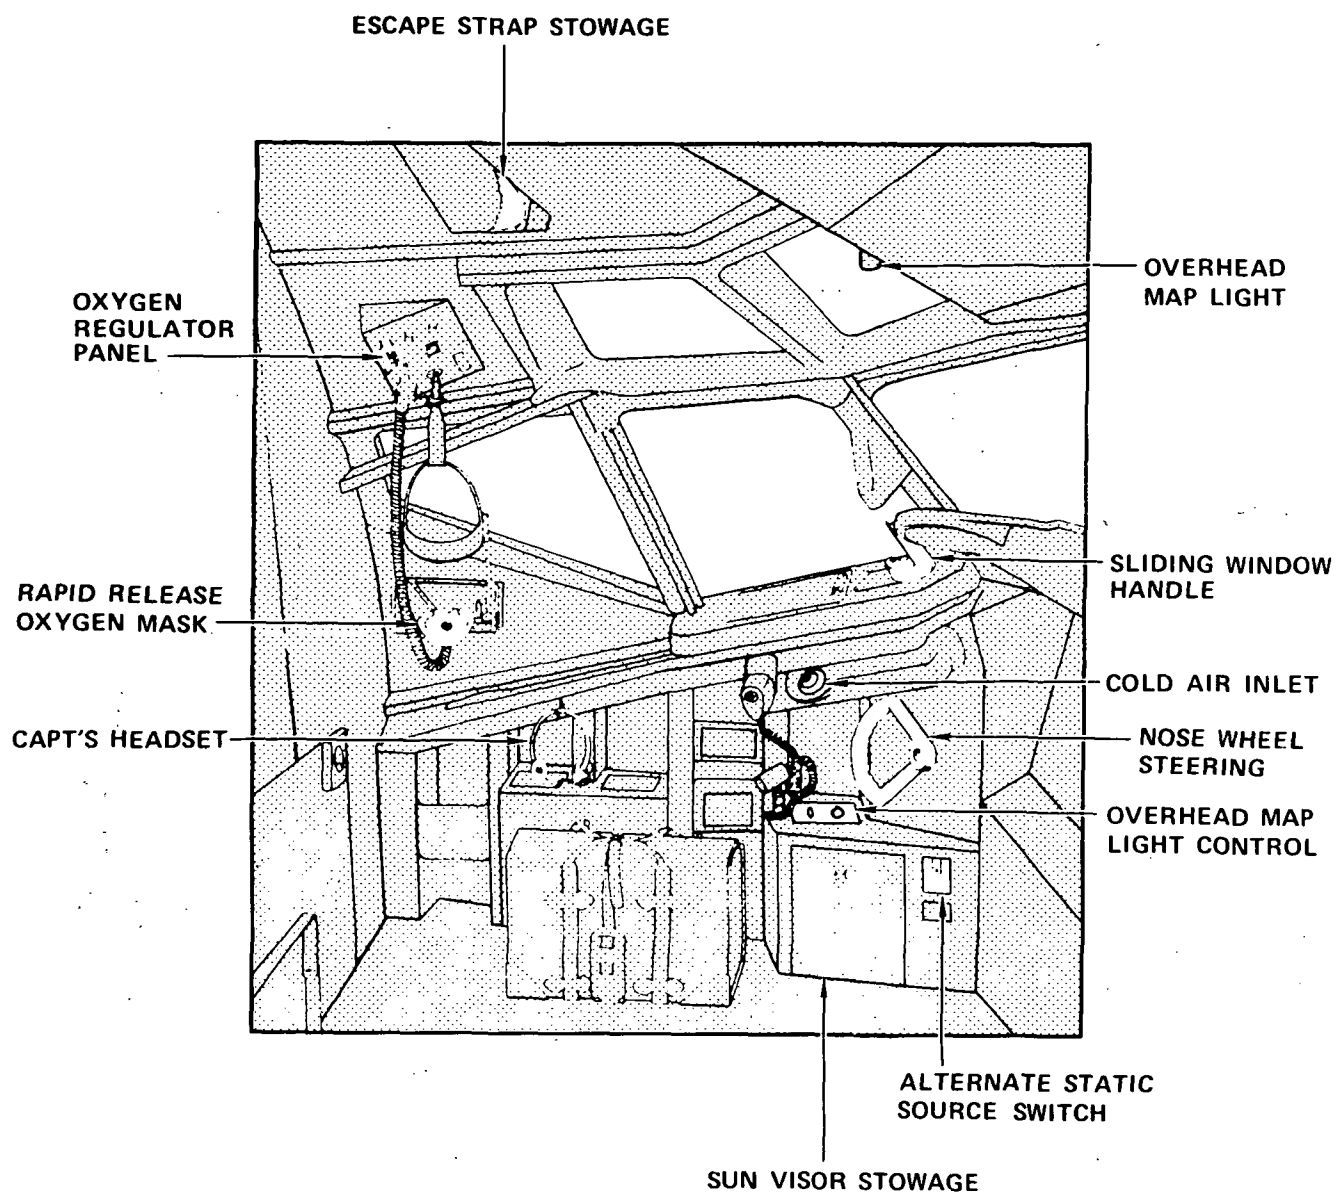 ESCAPE STRAP STOWAGE
OVERHEAD
MAP LIGHT
OXYGEN
REGULATOR
PANEL
SLIDING WINDOW
HANDLE
RAPID RELEASE
OXYGEN MASK
COLD AIR INLET
CAPT'S HEADSET
NOSE WHEEL
STEERING
OVERHEAD MAP
LIGHT CONTROL
ALTERNATE STATIC
SOURCE SWITCH
SUN VISOR STOWAGE